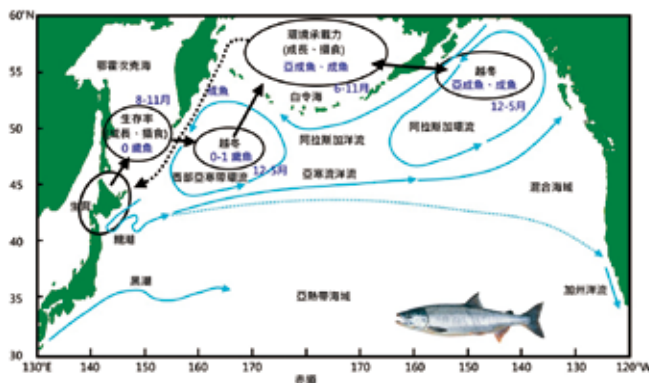 60°N
55
50
45
40
35
30
130°E
140
150
160
170
180
170
160
150
140
130
120°W
鄂霍次克海
8-11月
生存率
(成長、攝食)
0 歲魚
成魚
環境承載力
(成長、攝食)
亞成魚、成魚
白令海
6-11月
越冬
亞成魚、成魚
12-5月
越冬
0-1 歲魚
12-5月
阿拉斯加環流
阿拉斯加洋流
西部亞寒帶環流
亞寒流洋流
混合海域
親潮
黑潮
亞熱帶海域
加州洋流